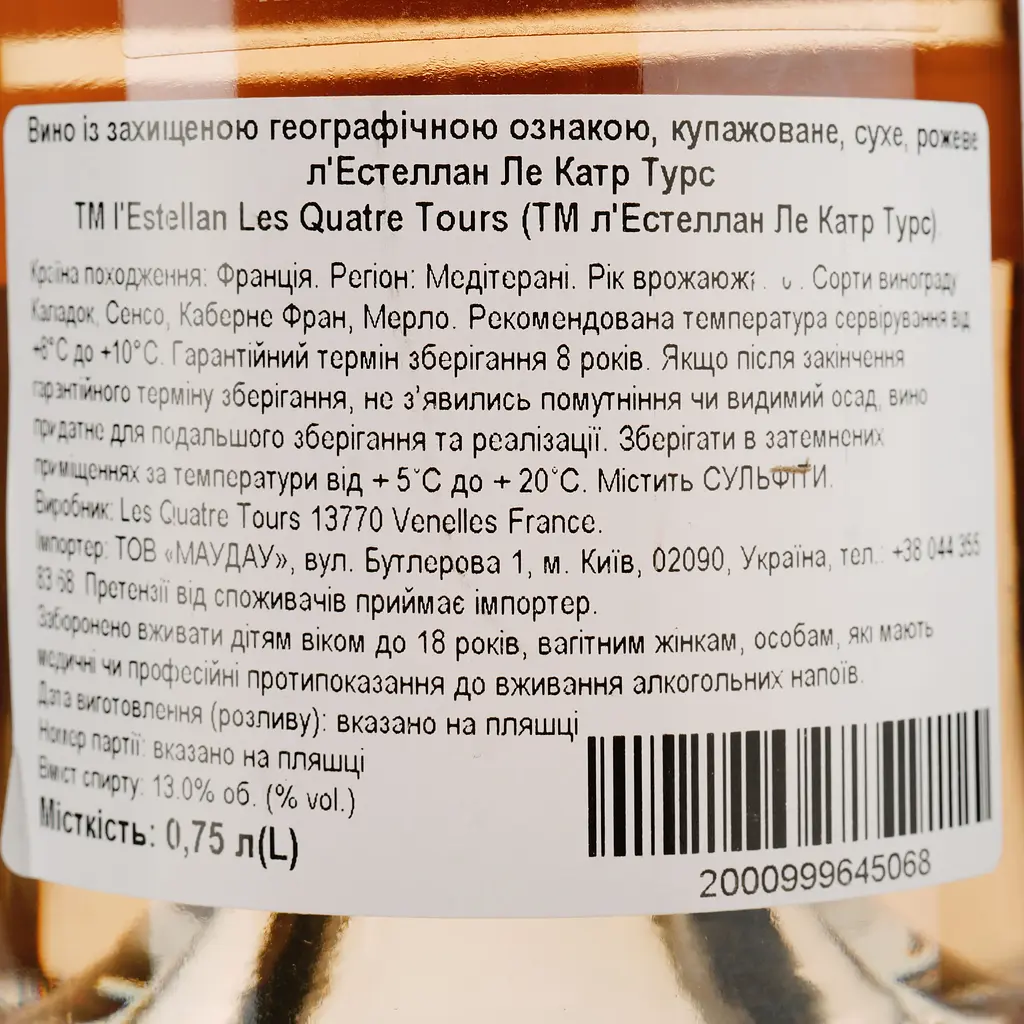 Вино із захищеною географічною ознакою, купажоване, сухе, рожеве
л'Естеллан Ле Катр Турс
ТМ l'Estellan Les Quatre Tours (ТМ л'Естеллан Ле Катр Турс)
Країна походження: Франція. Регіон: Медітерані. Рік Сорти винограду
Каладок, Сенсо, Каберне Фран, Мерло. Рекомендована температура сервірування від
+8°С до +10°С. Гарантійний термін зберігання 8 років. Якщо після закінчення
гарантійного терміну зберігання, не з'явились помутніння чи видимий осад, вино
придатне для подальшого зберігання та реалізації. Зберігати в затемнених
приміщеннях за температури від + 5°С до + 20°С. Містить СУЛЬФІТИ.
Виробник: Les Quatre Tours 13770 Venelles France.
Імпортер: ТОВ «МАУДАУ», вул. Бутлерова 1, м. Київ, 02090, Україна, тел.: +38 044 355
83 68 Претензії від споживачів приймає імпортер.
Заборонено вживати дітям віком до 18 років, вагітним жінкам, особам, які мають
медичні чи професійні протипоказання до вживання алкогольних напоїв.
Дата виготовлення (розливу): вказано на пляшці
Номер партії: вказано на пляшці
Вміст спирту: 13.0% об. (% vol.)
Місткість: 0,75 л(L)
2000999645068